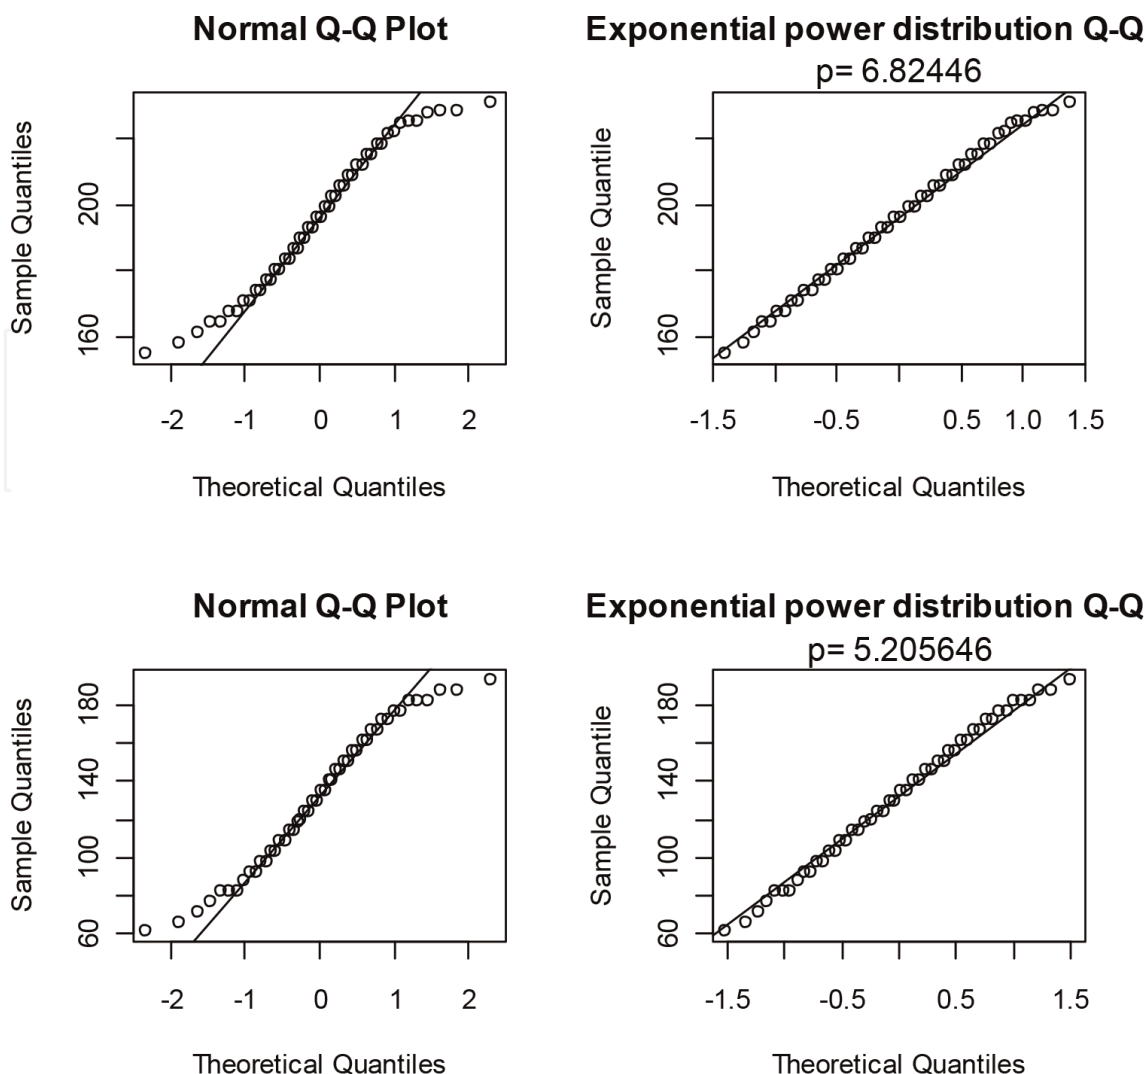 Normal Q-Q Plot
Exponential power distribution Q-Q
p= 6.82446
Sample Quantiles
160
200
-2
-1
0
1
2
Theoretical Quantiles
Sample Quantile
160
200
-1.5
-0.5
0.5
1.0
1.5
Theoretical Quantiles
Normal Q-Q Plot
Exponential power distribution Q-Q
p= 5.205646
Sample Quantiles
60
100
140
180
-2
-1
0
1
2
Theoretical Quantiles
Sample Quantile
60
100
140
180
-1.5
-0.5
0.5
1.5
Theoretical Quantiles